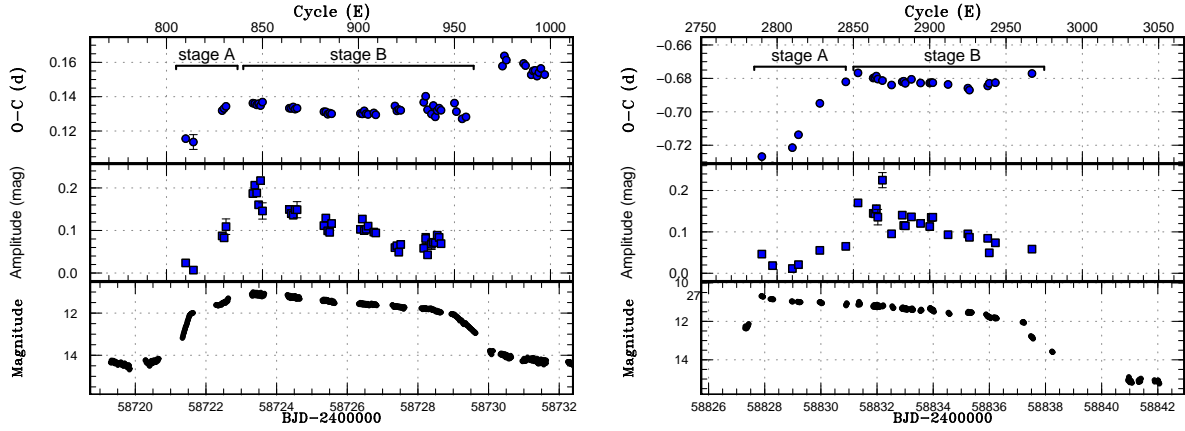 Cycle (E)
800 850 900 950 1000
stage A stage B
O-C (d)
0.16
0.14
0.12
Amplitude (mag)
0.2
0.1
0.0
Magnitude
12
14
58720 58722 58724 58726 58728 58730 58732
BJD-2400000
Cycle (E)
2750 2800 2850 2900 2950 3000 3050
stage A stage B
O-C (d)
−0.66
−0.68
−0.70
−0.72
Amplitude (mag)
0.2
0.1
0.0
Magnitude
10
27
12
14
58826 58828 58830 58832 58834 58836 58838 58840 58842
BJD-2400000